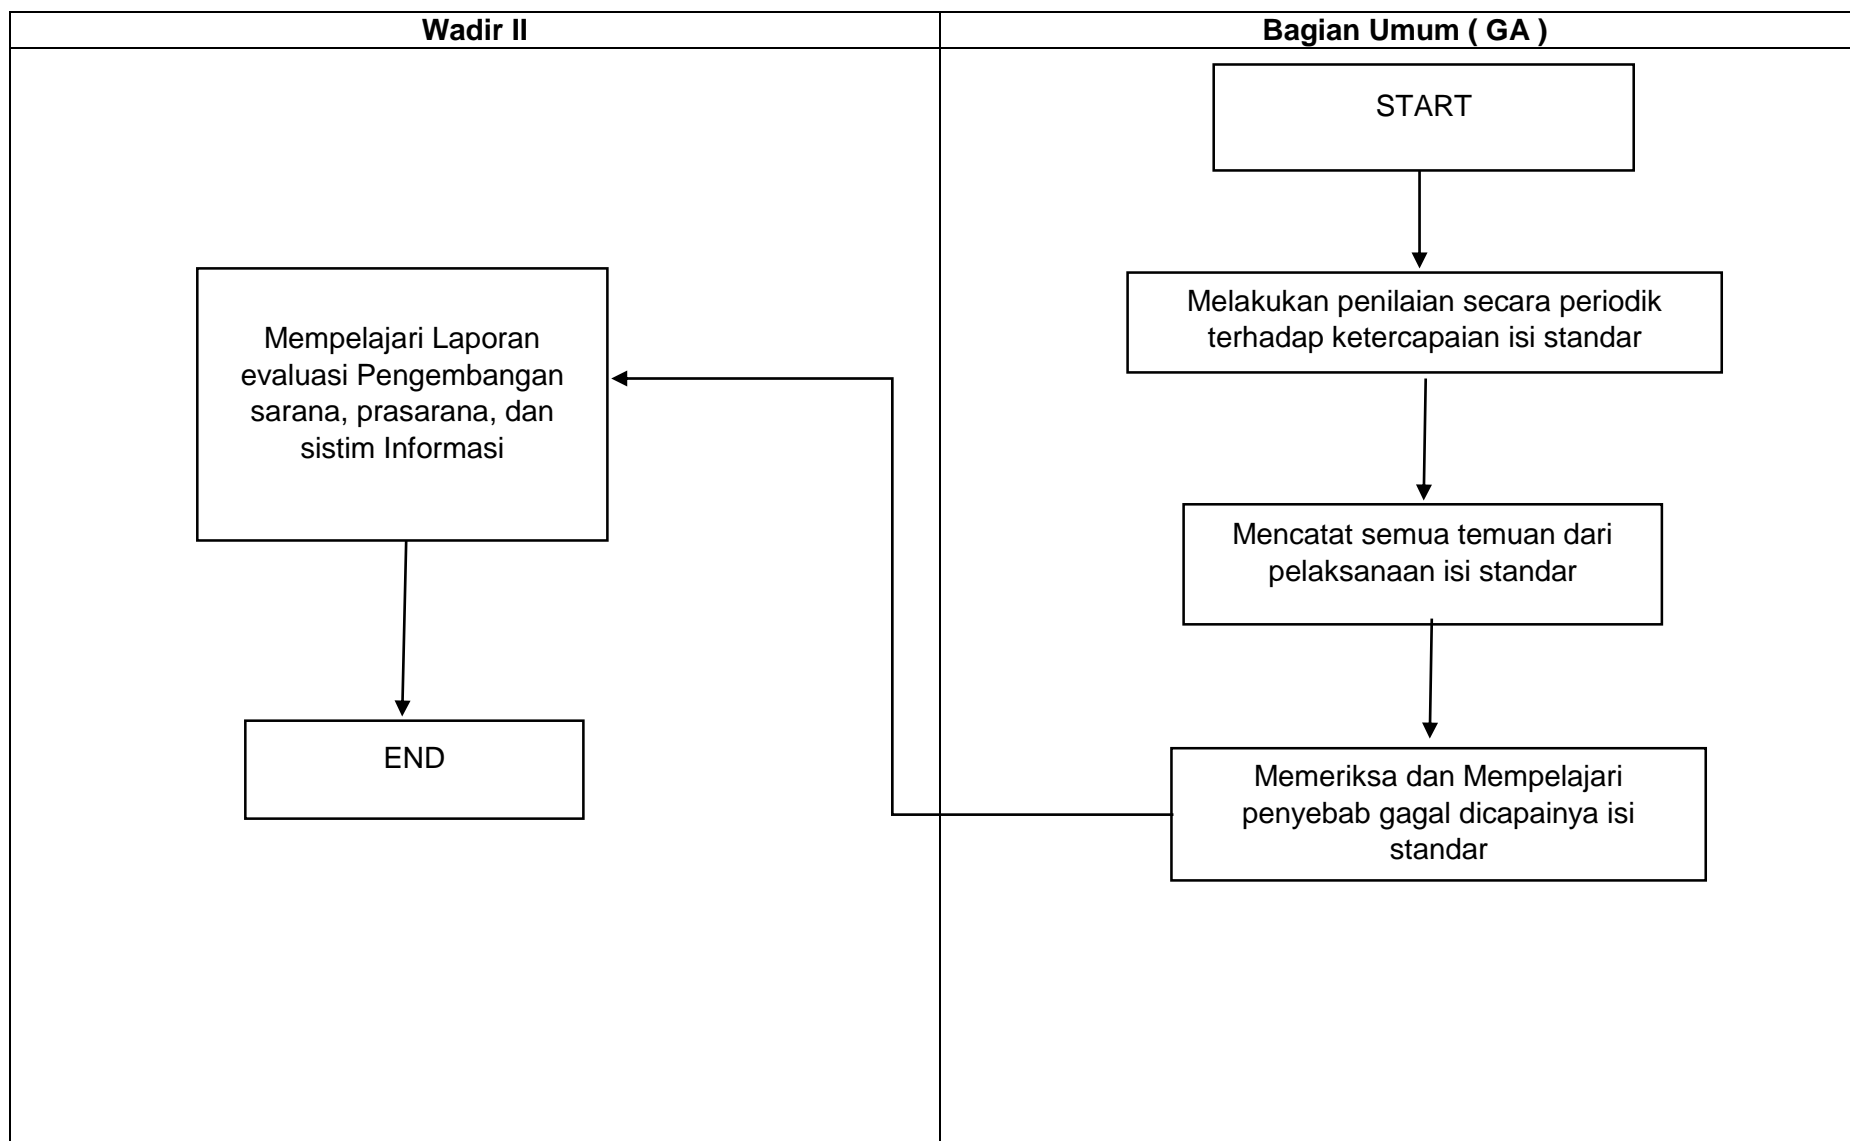 Wadir II
Bagian Umum ( GA )
START
Melakukan penilaian secara periodik
terhadap ketercapaian isi standar
Mencatat semua temuan dari
pelaksanaan isi standar
Memeriksa dan Mempelajari
penyebab gagal dicapainya isi
standar
Mempelajari Laporan
evaluasi Pengembangan
sarana, prasarana, dan
sistim Informasi
END